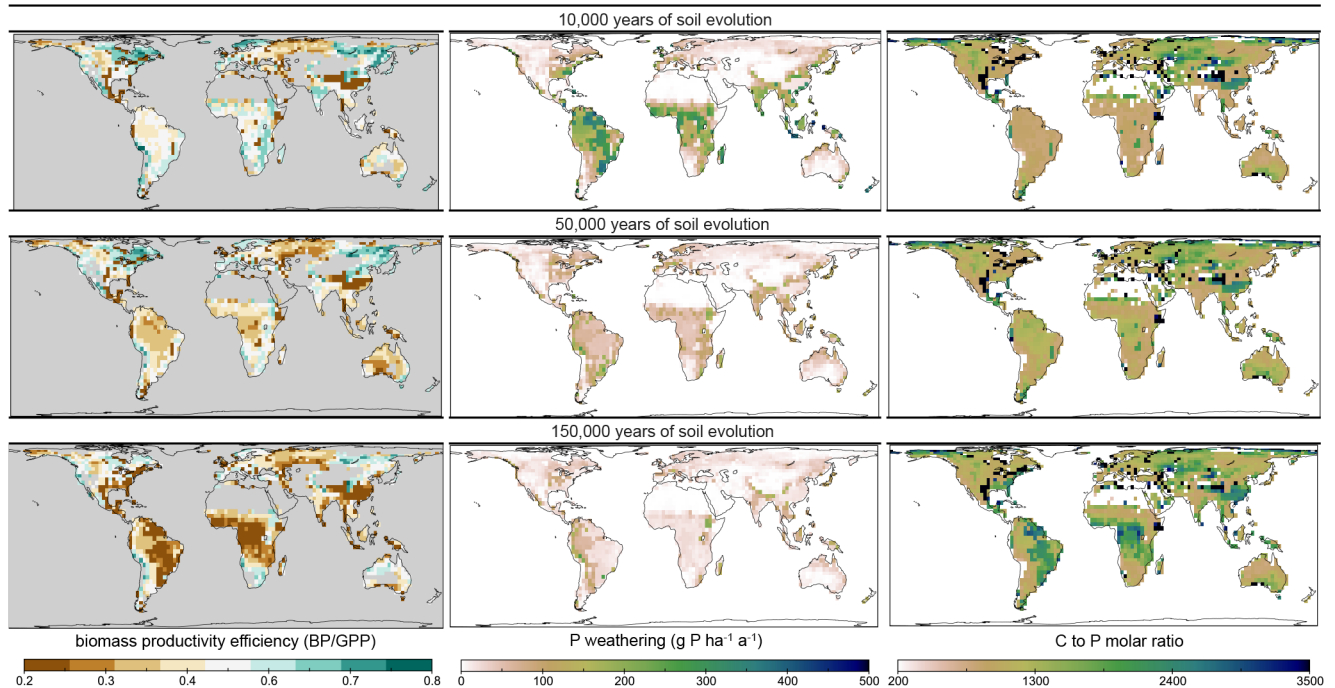 10,000 years of soil evolution
50,000 years of soil evolution
150,000 years of soil evolution
biomass productivity efficiency (BP/GPP)
P weathering (g P ha⁻¹ a⁻¹)
C to P molar ratio
0.2 0.3 0.4 0.5 0.6 0.7 0.8
0 100 200 300 400 500
200 1300 2400 3500